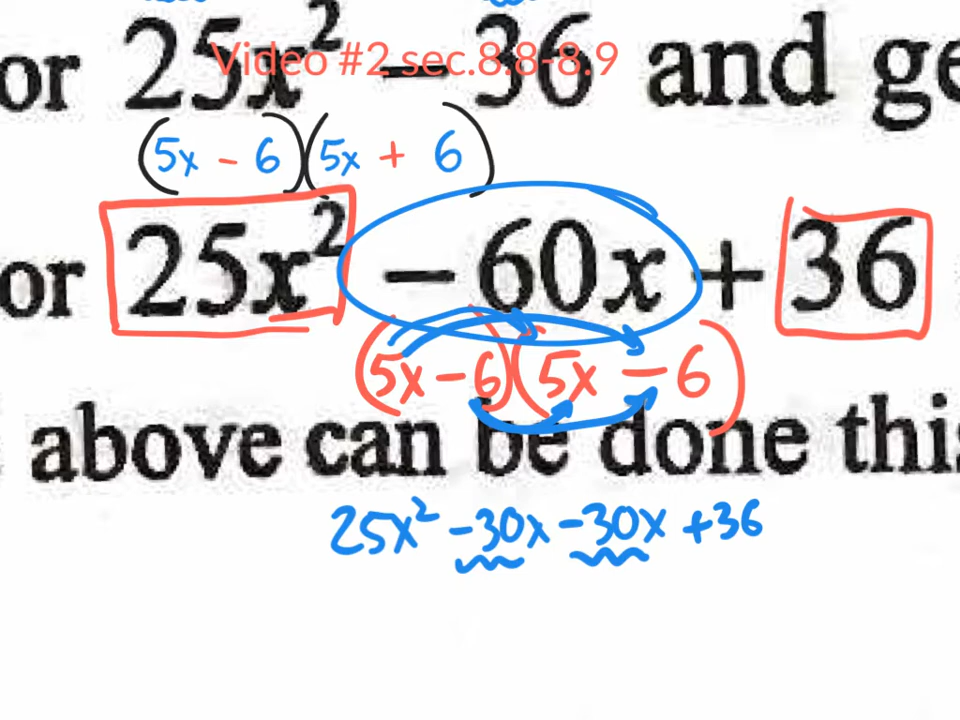 or 25x² − 36 and ge
Video #2 sec.8.8-8.9
(5x - 6)(5x + 6)
or 25x² − 60x + 36
(5x - 6)(5x - 6)
above can be done this
25x² -30x -30x +36